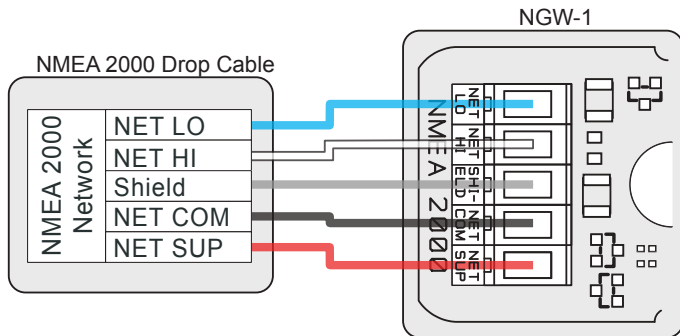 NGW-1
NMEA 2000 Drop Cable
NMEA 2000
Network
NET LO
NET HI
Shield
NET COM
NET SUP
NMEA 2000
NET
LO
NET
HI
SHI-
ELD
NET
COM
NET
SUP